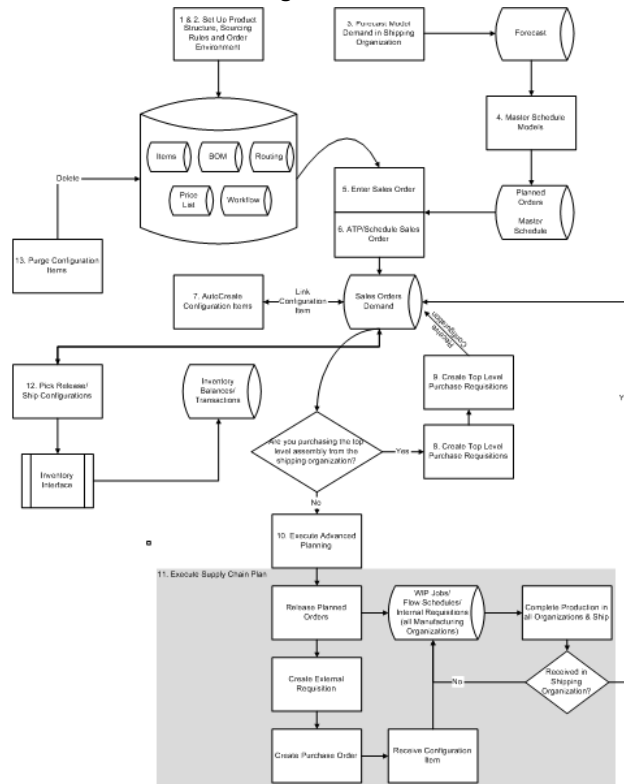 1 & 2. Set Up Product
Structure, Sourcing
Rules and Order
Environment
3. Forecast Model
Demand in Shipping
Organization
Forecast
4. Master Schedule
Models
Items
BOM
Routing
Price
List
Workflow
Delete
5. Enter Sales Order
6. ATP/Schedule Sales
Order
Planned
Orders
Master
Schedule
13. Purge Configuration
Items
7. AutoCreate
Configuration Items
Link
Configuration
Item
Sales Orders
Demand
Receive
Configuration
12. Pick Release/
Ship Configurations
Inventory
Balances/
Transactions
9. Create Top Level
Purchase Requisitions
Y
Inventory
Interface
Are you purchasing the top
level assembly from the
shipping organization?
Yes
8. Create Top Level
Purchase Requisitions
No
10. Execute Advanced
Planning
11. Execute Supply Chain Plan
Release Planned
Orders
WIP Jobs/
Flow Schedules/
Internal Requisitions
(all Manufacturing
Organizations)
Complete Production in
all Organizations & Ship
Create External
Requisition
No
Received in
Shipping
Organization?
Create Purchase Order
Receive Configuration
Item